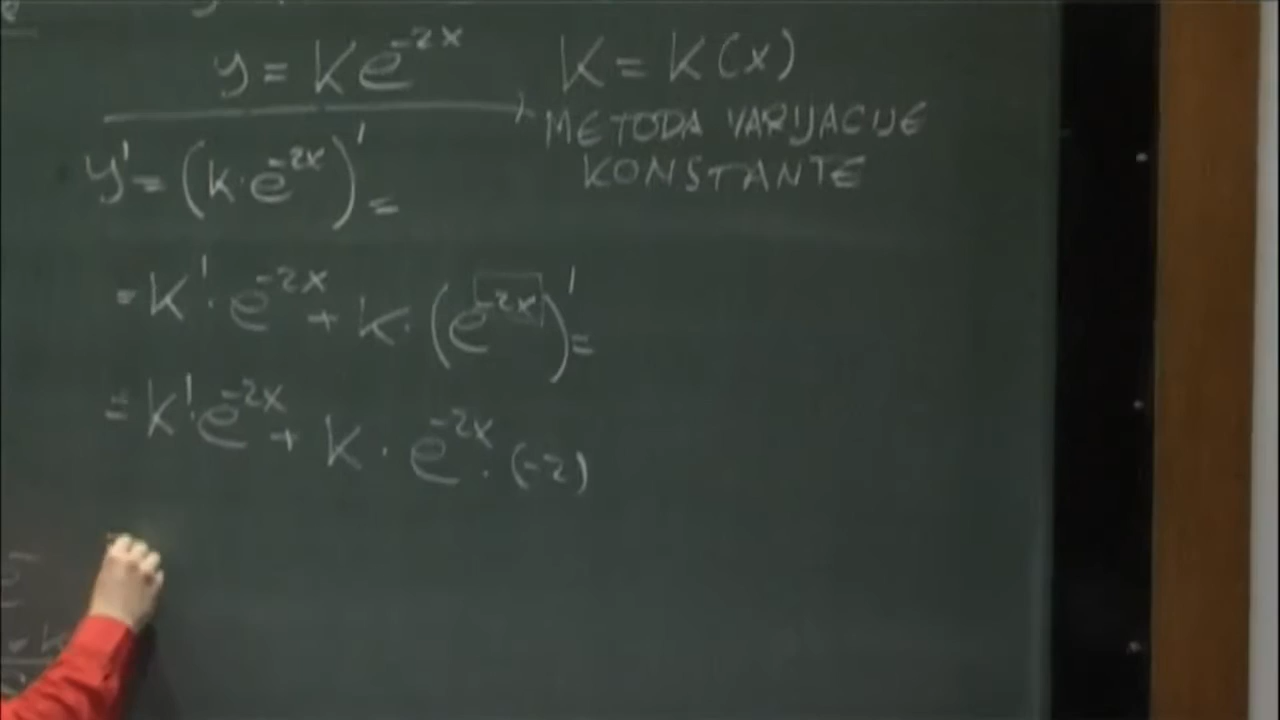 y = Ke^{-2x}
K = K(x)
METODA VARIJACIJE
KONSTANTE
y' = (K·e^{-2x})' =
= K'·e^{-2x} + K·(e^{-2x})' =
= K'·e^{-2x} + K·e^{-2x}·(-2)